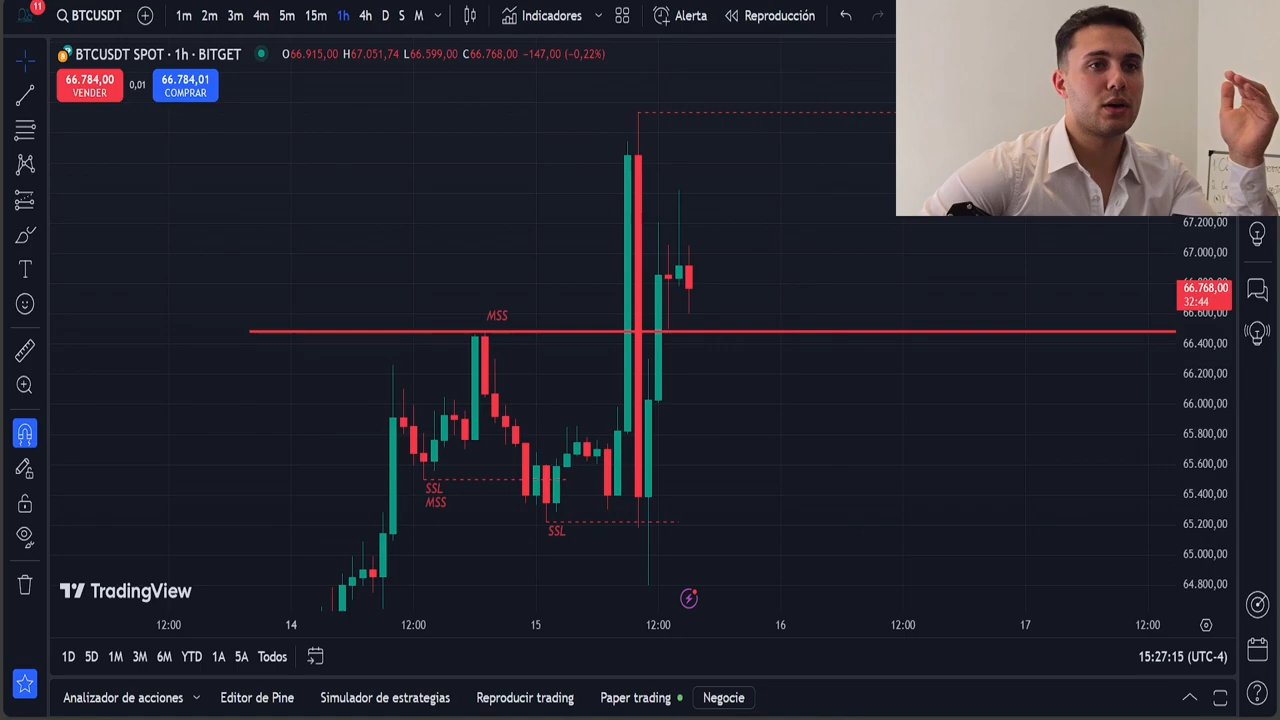 11
BTCUSDT
1m 2m 3m 4m 5m 15m 1h 4h D S M
Indicadores
Alerta
Reproducción
BTCUSDT SPOT · 1h · BITGET
O66.915,00 H67.051,74 L66.599,00 C66.768,00 −147,00 (−0,22%)
66.784,00
VENDER
0,01
66.784,01
COMPRAR
67.200,00
67.000,00
66.768,00
32:44
66.600,00
66.400,00
66.200,00
66.000,00
65.800,00
65.600,00
65.400,00
65.200,00
65.000,00
64.800,00
MSS
SSL
MSS
SSL
TradingView
12:00 14 12:00 15 12:00 16 12:00 17 12:00
1D 5D 1M 3M 6M YTD 1A 5A Todos
15:27:15 (UTC-4)
Analizador de acciones
Editor de Pine
Simulador de estrategias
Reproducir trading
Paper trading
Negocie